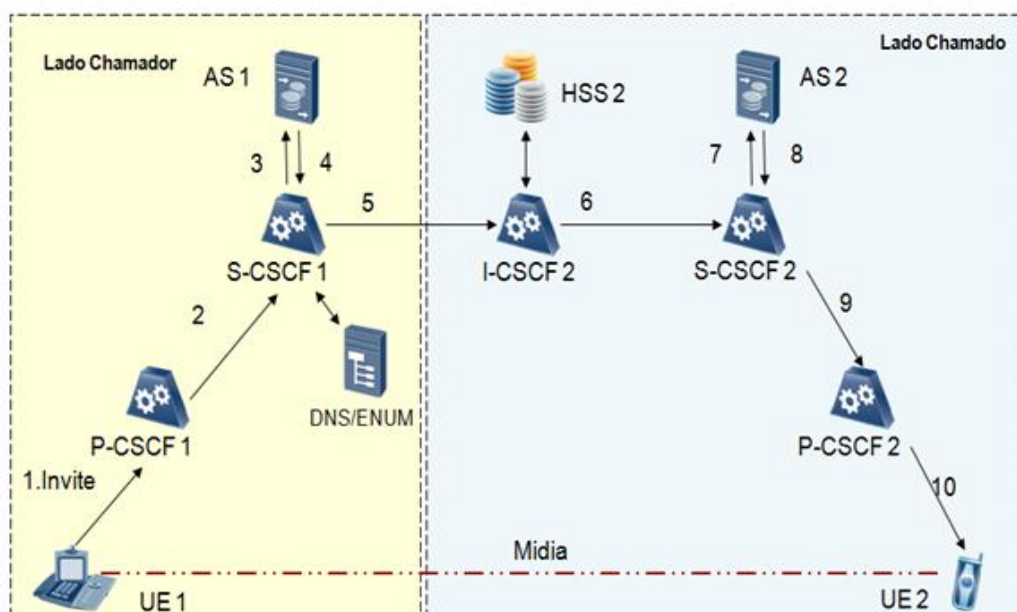 Lado Chamador
Lado Chamado
AS 1
HSS 2
AS 2
3
4
7
8
5
6
S-CSCF 1
I-CSCF 2
S-CSCF 2
2
9
DNS/ENUM
P-CSCF 1
P-CSCF 2
1.Invite
10
Midia
UE 1
UE 2